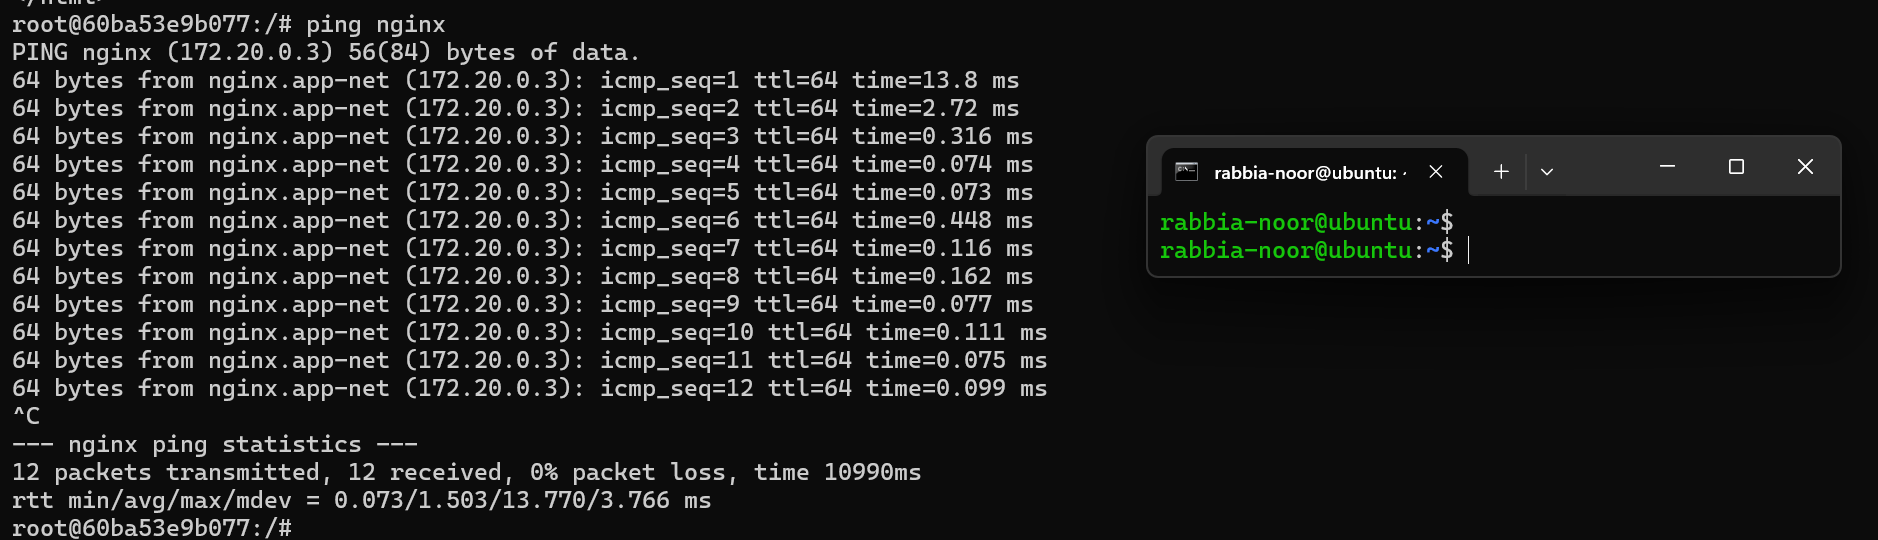 root@60ba53e9b077:/# ping nginx
PING nginx (172.20.0.3) 56(84) bytes of data.
64 bytes from nginx.app-net (172.20.0.3): icmp_seq=1 ttl=64 time=13.8 ms
64 bytes from nginx.app-net (172.20.0.3): icmp_seq=2 ttl=64 time=2.72 ms
64 bytes from nginx.app-net (172.20.0.3): icmp_seq=3 ttl=64 time=0.316 ms
64 bytes from nginx.app-net (172.20.0.3): icmp_seq=4 ttl=64 time=0.074 ms
64 bytes from nginx.app-net (172.20.0.3): icmp_seq=5 ttl=64 time=0.073 ms
64 bytes from nginx.app-net (172.20.0.3): icmp_seq=6 ttl=64 time=0.448 ms
64 bytes from nginx.app-net (172.20.0.3): icmp_seq=7 ttl=64 time=0.116 ms
64 bytes from nginx.app-net (172.20.0.3): icmp_seq=8 ttl=64 time=0.162 ms
64 bytes from nginx.app-net (172.20.0.3): icmp_seq=9 ttl=64 time=0.077 ms
64 bytes from nginx.app-net (172.20.0.3): icmp_seq=10 ttl=64 time=0.111 ms
64 bytes from nginx.app-net (172.20.0.3): icmp_seq=11 ttl=64 time=0.075 ms
64 bytes from nginx.app-net (172.20.0.3): icmp_seq=12 ttl=64 time=0.099 ms
^C
--- nginx ping statistics ---
12 packets transmitted, 12 received, 0% packet loss, time 10990ms
rtt min/avg/max/mdev = 0.073/1.503/13.770/3.766 ms
root@60ba53e9b077:/#
rabbia-noor@ubuntu:
rabbia-noor@ubuntu:~$
rabbia-noor@ubuntu:~$